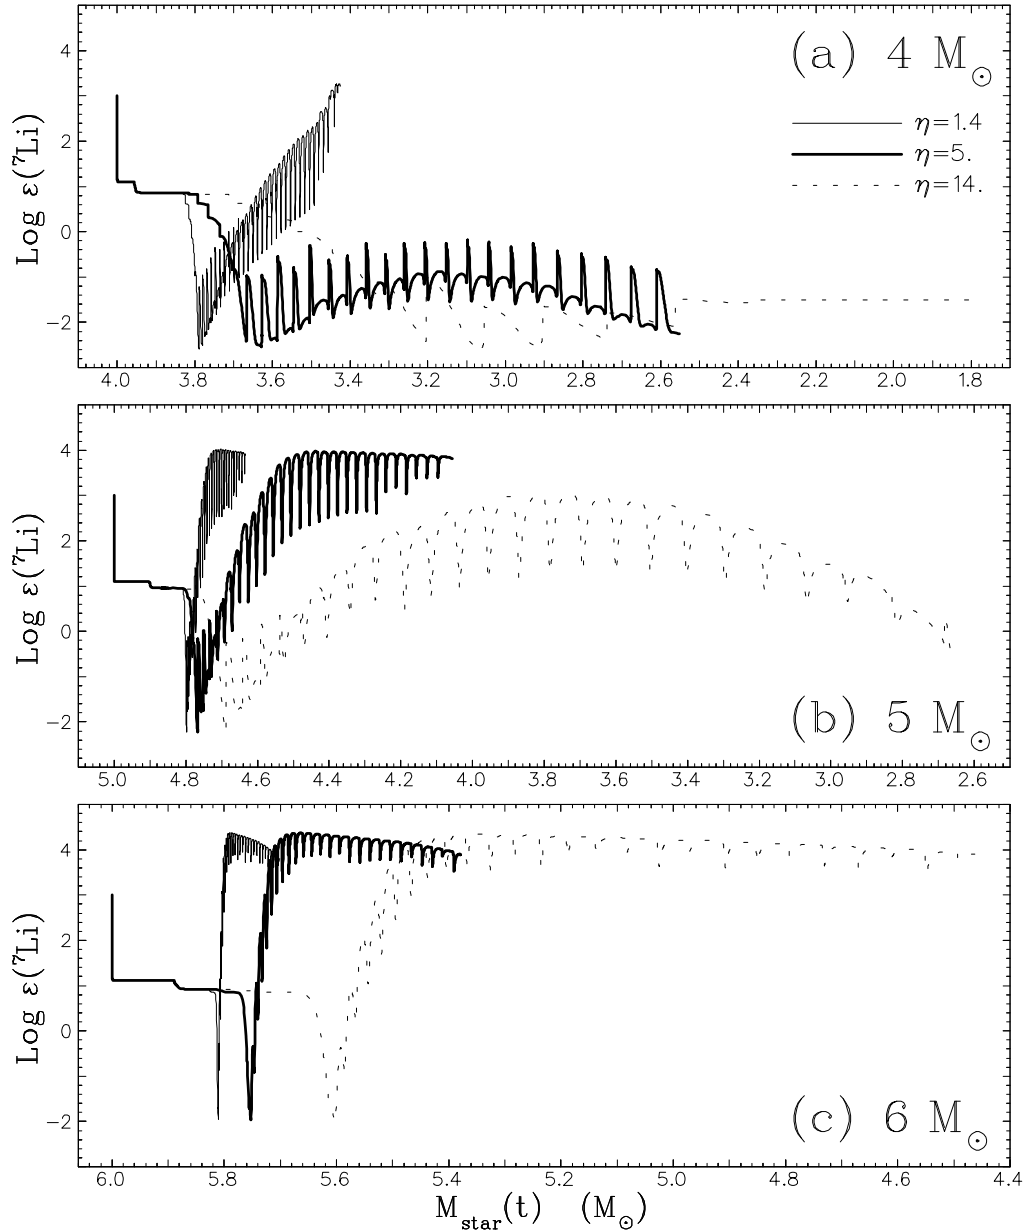 (a) 4 M⊙
η=1.4
η=5.
η=14.
Log ε(⁷Li)
4
2
0
−2
4.0 3.8 3.6 3.4 3.2 3.0 2.8 2.6 2.4 2.2 2.0 1.8
Log ε(⁷Li)
4
2
0
−2
(b) 5 M⊙
5.0 4.8 4.6 4.4 4.2 4.0 3.8 3.6 3.4 3.2 3.0 2.8 2.6
Log ε(⁷Li)
4
2
0
−2
(c) 6 M⊙
6.0 5.8 5.6 5.4 5.2 5.0 4.8 4.6 4.4
M_star(t) (M⊙)